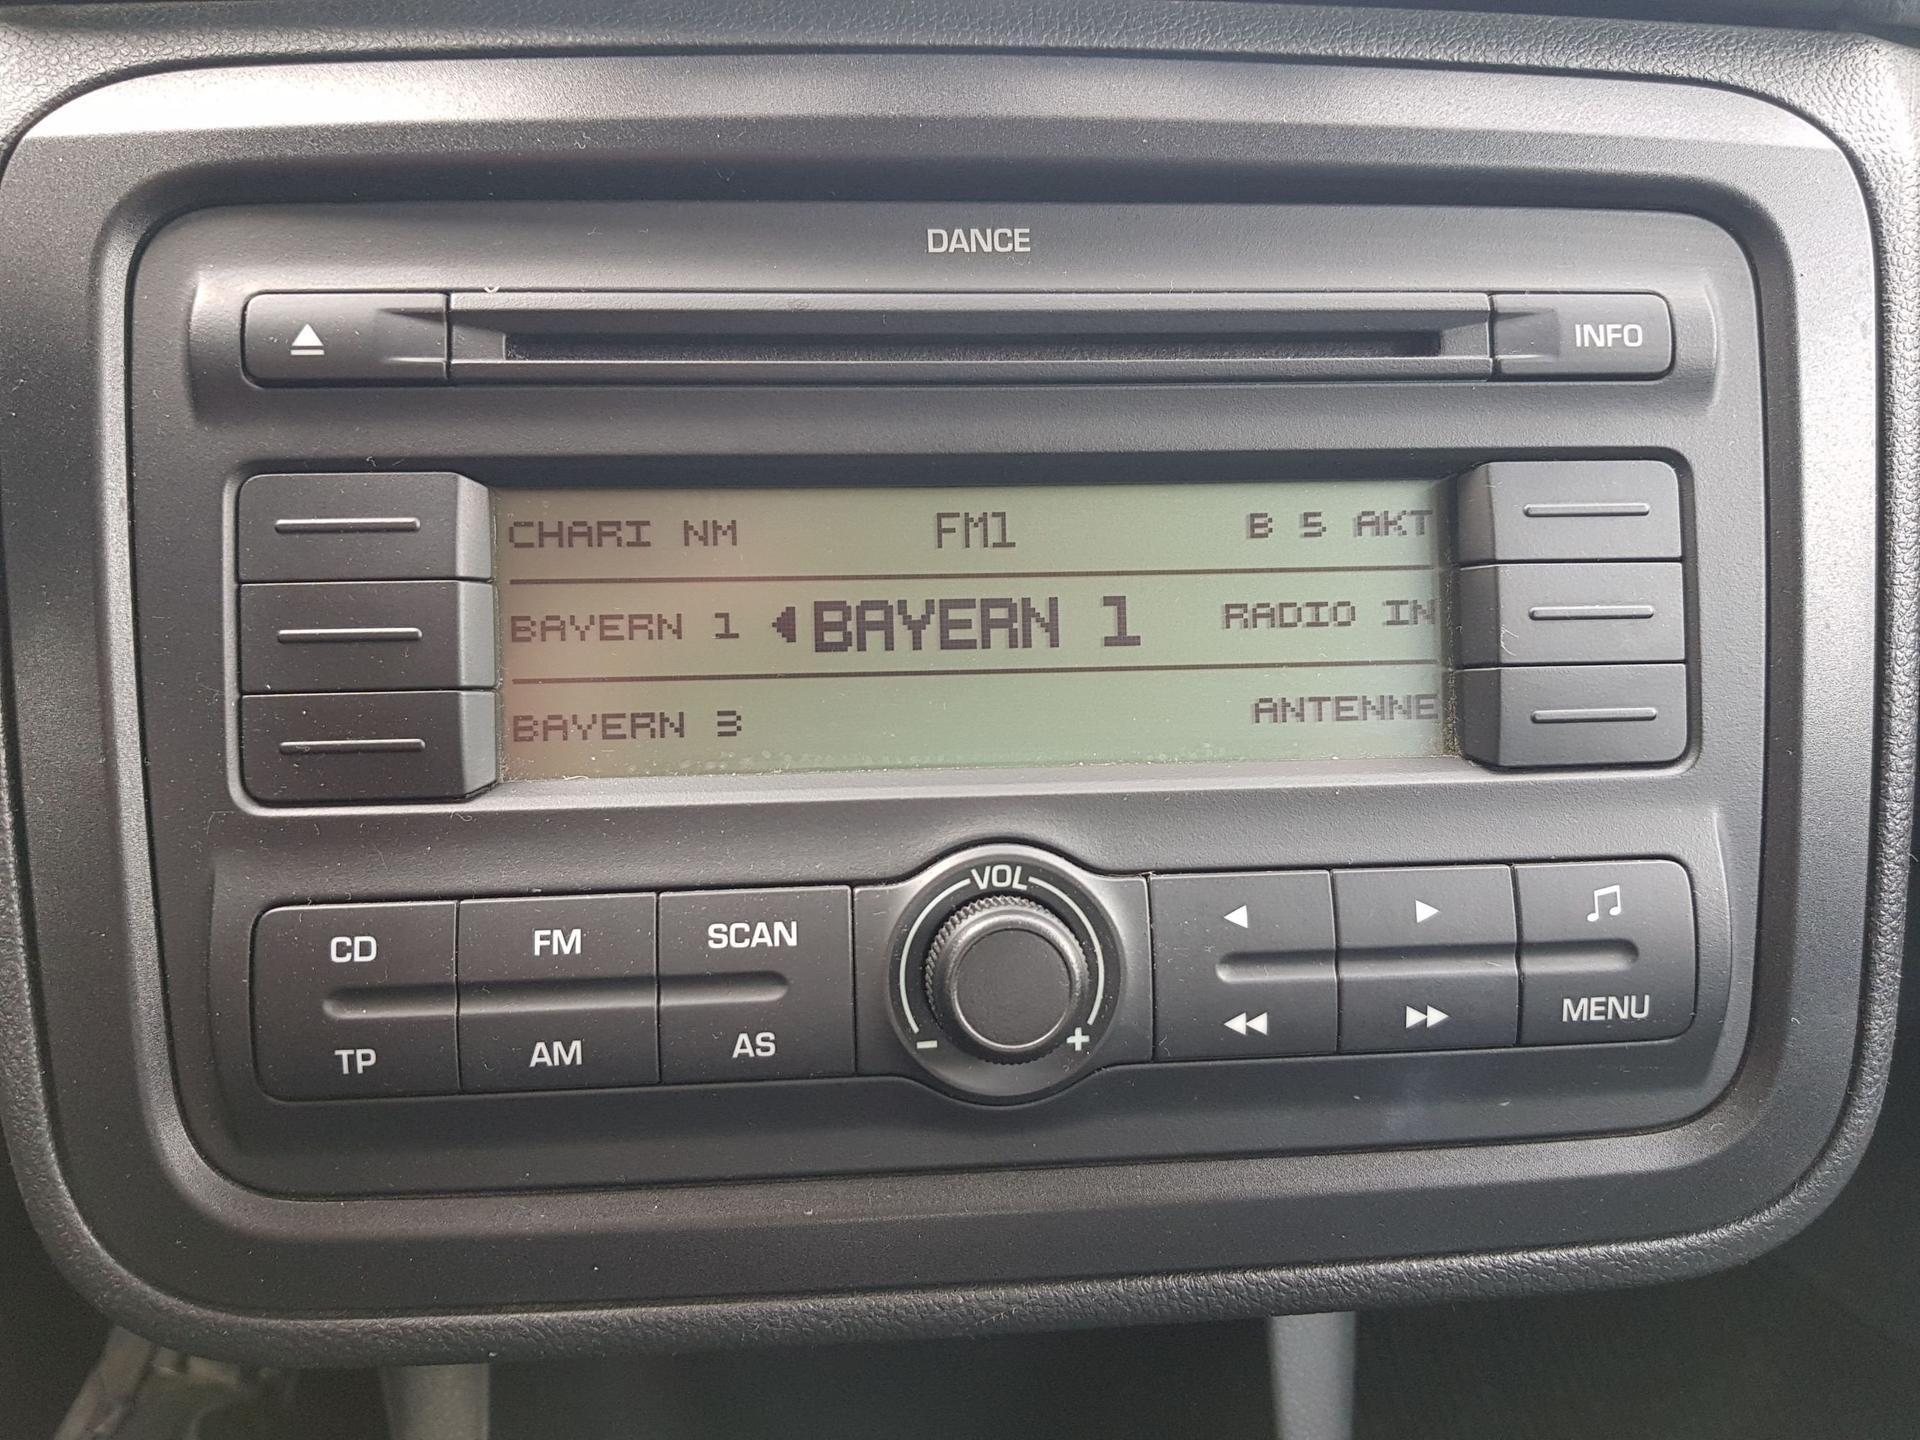 DANCE
INFO
CHARI NM FM1 B 5 AKT
BAYERN 1 BAYERN 1 RADIO IN
BAYERN 3 ANTENNE
VOL
CD FM SCAN
- +
TP AM AS MENU